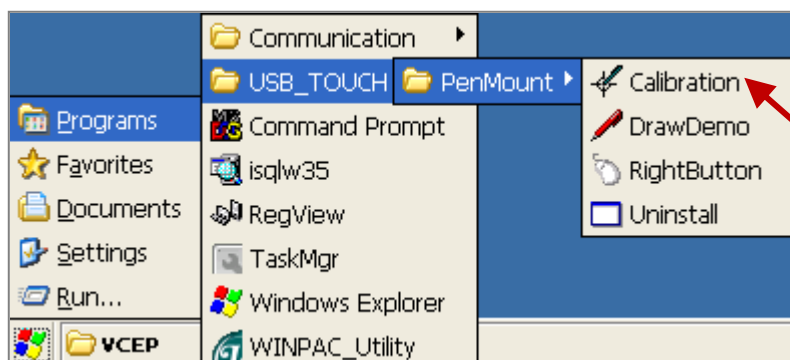 Programs
Favorites
Documents
Settings
Run...
VCEP
Communication
USB_TOUCH
Command Prompt
isqlw35
RegView
TaskMgr
Windows Explorer
WINPAC_Utility
PenMount
Calibration
DrawDemo
RightButton
Uninstall